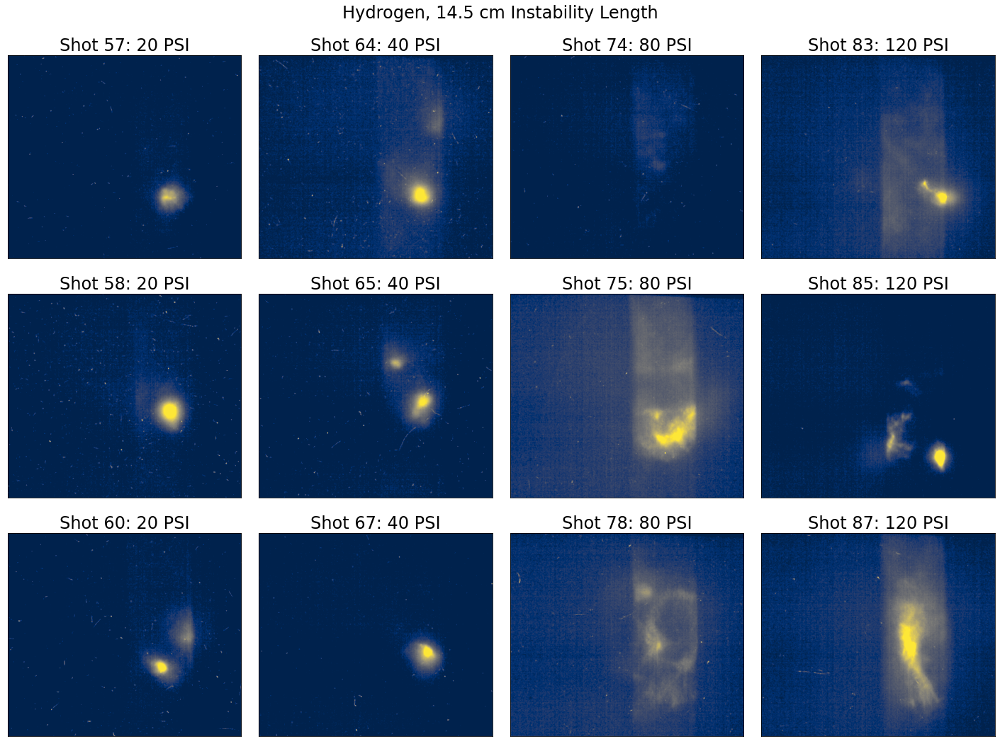 Hydrogen, 14.5 cm Instability Length
Shot 57: 20 PSI
Shot 64: 40 PSI
Shot 74: 80 PSI
Shot 83: 120 PSI
Shot 58: 20 PSI
Shot 65: 40 PSI
Shot 75: 80 PSI
Shot 85: 120 PSI
Shot 60: 20 PSI
Shot 67: 40 PSI
Shot 78: 80 PSI
Shot 87: 120 PSI